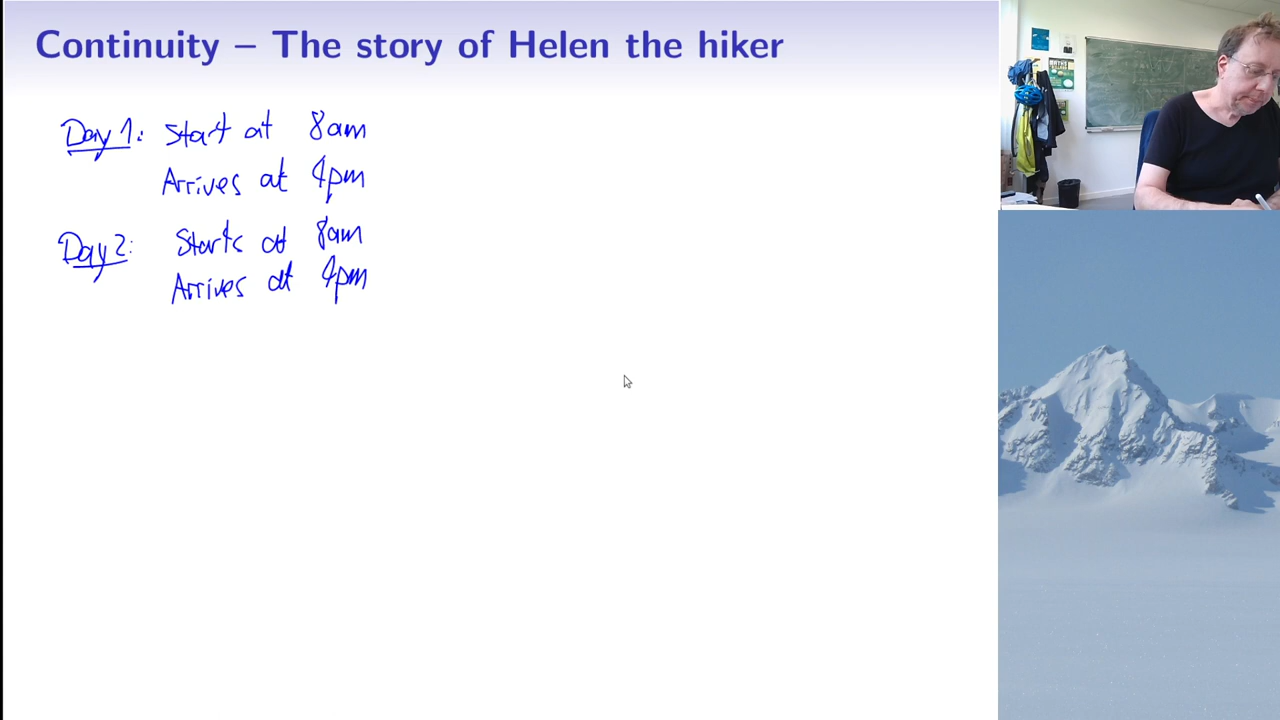 Continuity – The story of Helen the hiker
Day 1: Start at 8am
Arrives at 4pm
Day 2: Starts at 8am
Arrives at 4pm